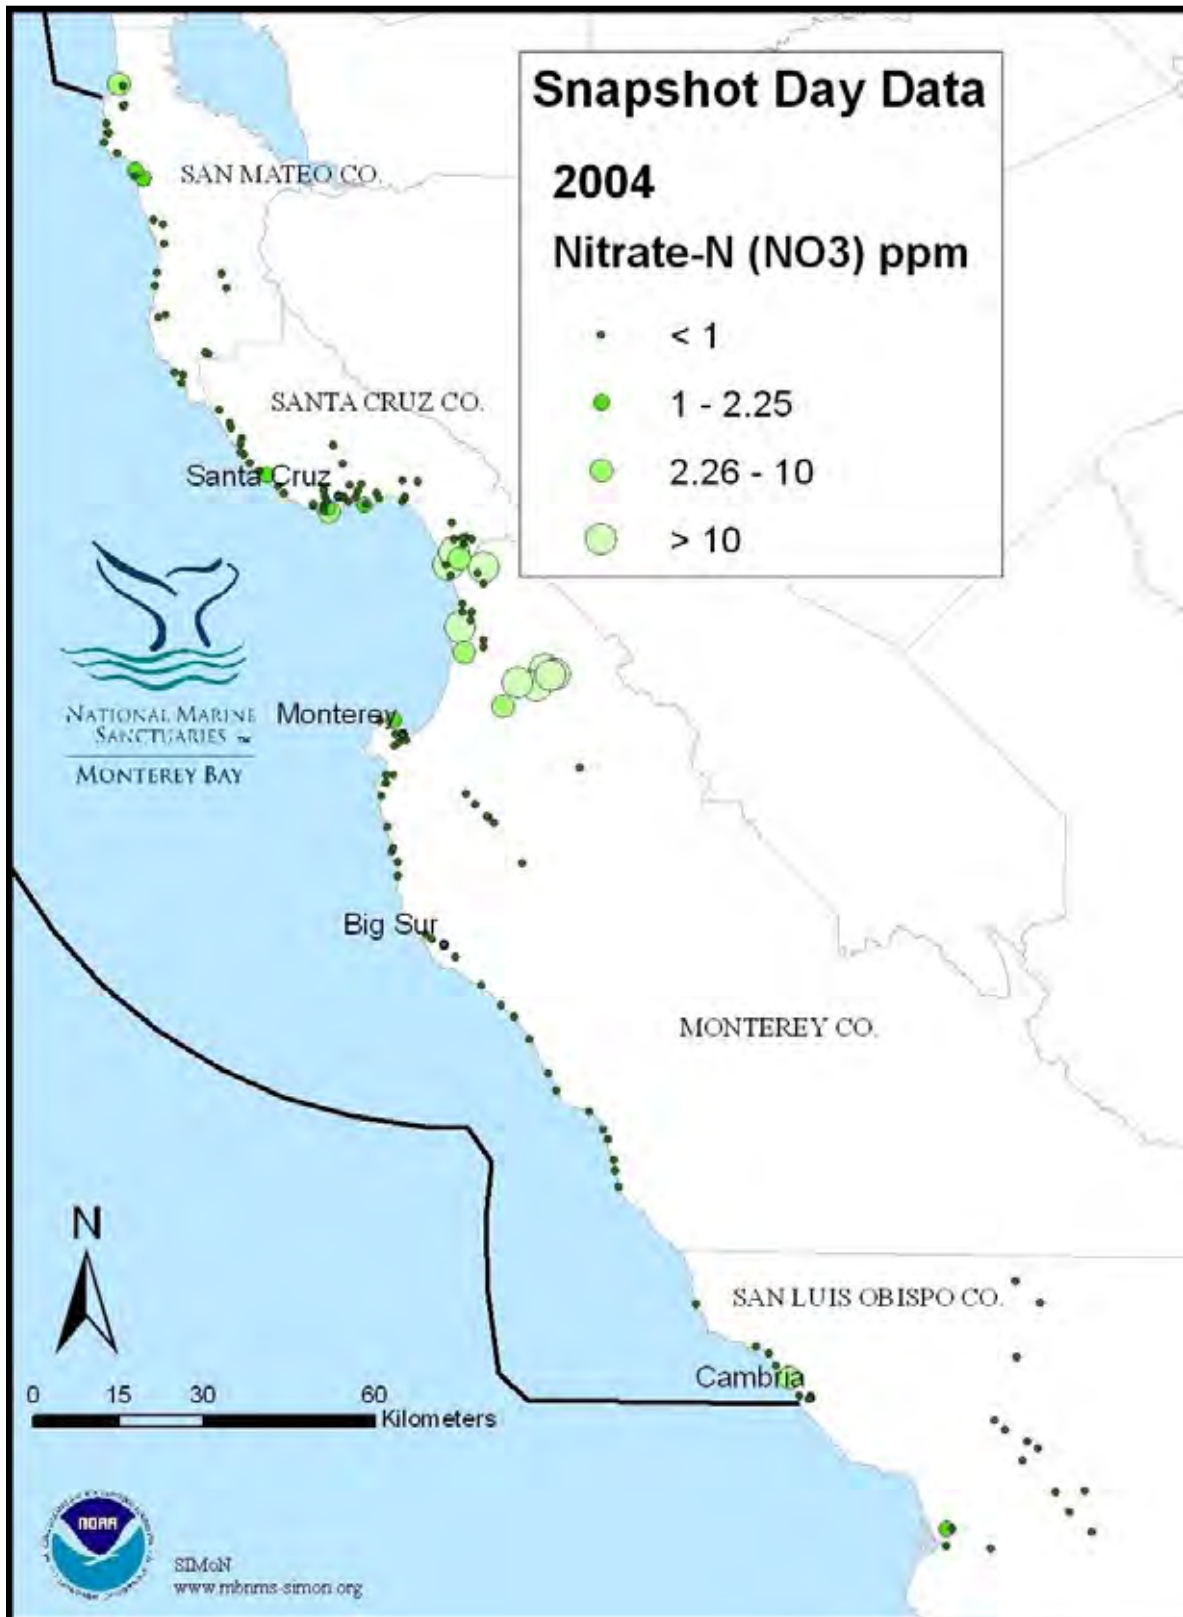 Snapshot Day Data
2004
Nitrate-N (NO3) ppm
< 1
1 - 2.25
2.26 - 10
> 10
SAN MATEO CO.
SANTA CRUZ CO.
Santa Cruz
NATIONAL MARINE
SANCTUARIES ™
MONTEREY BAY
Monterey
Big Sur
MONTEREY CO.
N
SAN LUIS OBISPO CO.
Cambria
0 15 30 60
Kilometers
NOAA
SIMoN
www.mbnms-simon.org